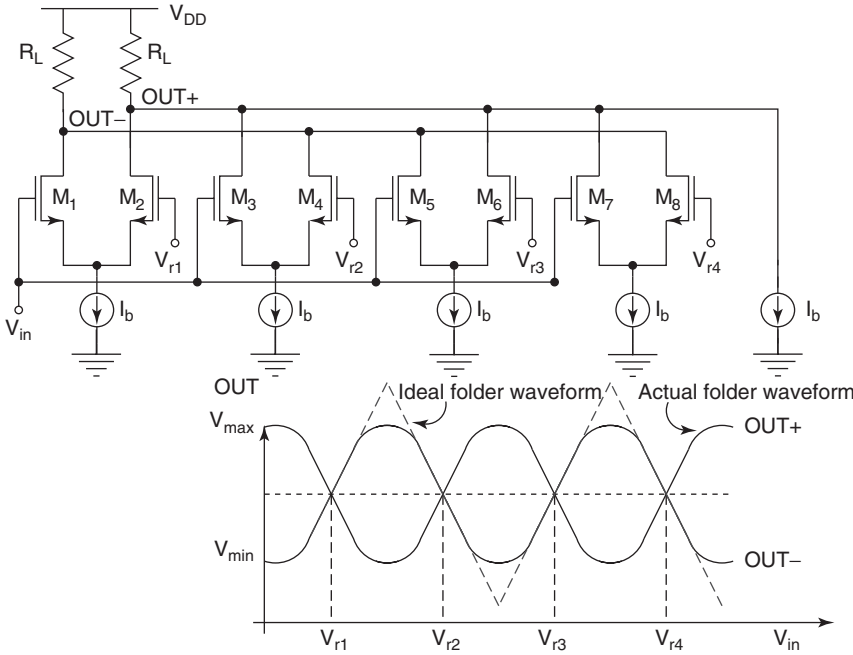 V_DD
R_L R_L
OUT+
OUT−
M_1 M_2 M_3 M_4 M_5 M_6 M_7 M_8
V_r1 V_r2 V_r3 V_r4
V_in
I_b I_b I_b I_b I_b
OUT
Ideal folder waveform
Actual folder waveform
V_max
OUT+
V_min
OUT−
V_r1 V_r2 V_r3 V_r4 V_in